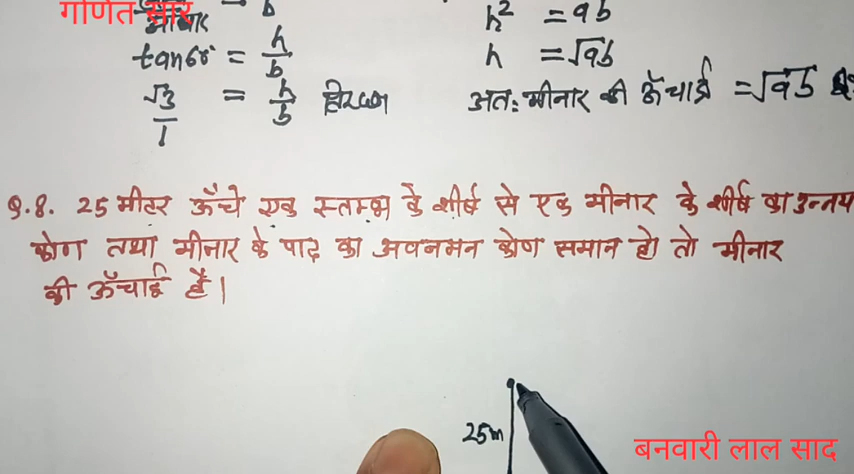 गणित सार
मीनार b
h² = ab
tan60 = h/b
h = √ab
√3/1 = h/b
अतः मीनार की ऊँचाई = √ab
Q.8. 25 मीटर ऊँचे एक स्तम्भ के शीर्ष से एक मीनार के शीर्ष का उन्नय
कोण तथा मीनार के पाद का अवनमन कोण समान हो तो मीनार
की ऊँचाई है।
25m
बनवारी लाल साद